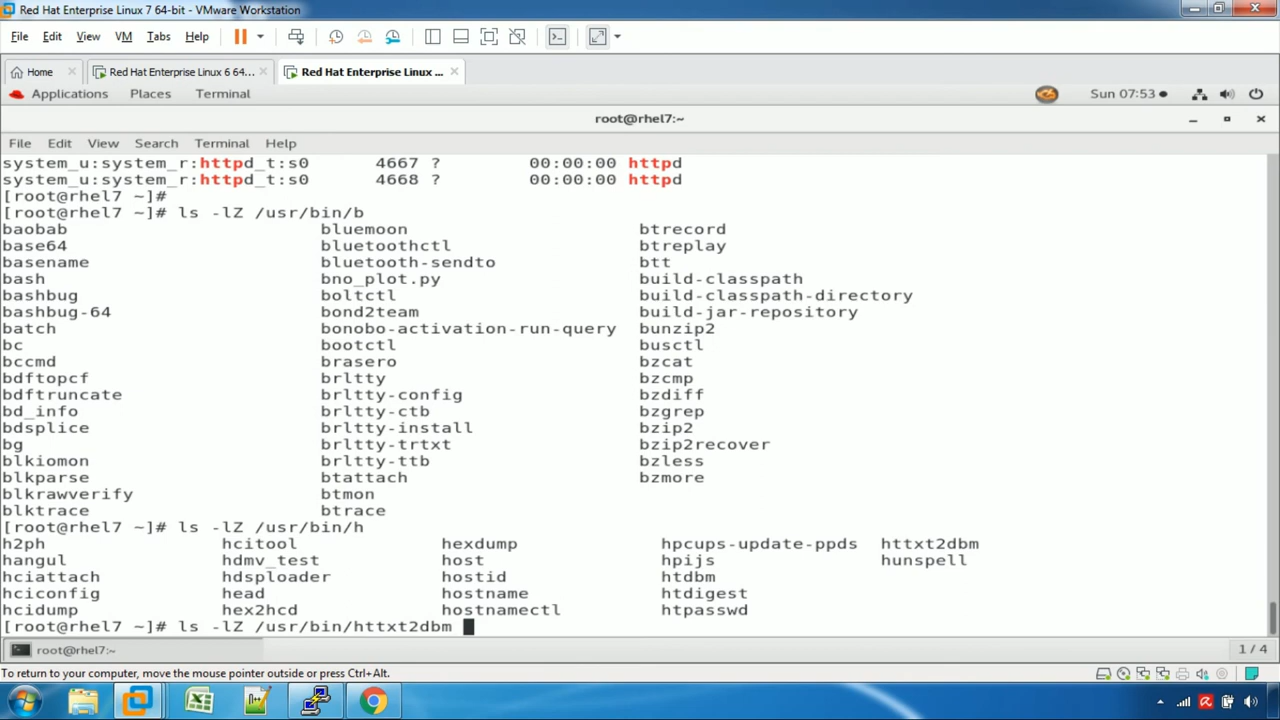 Red Hat Enterprise Linux 7 64-bit - VMware Workstation
File Edit View VM Tabs Help
Home Red Hat Enterprise Linux 6 64... Red Hat Enterprise Linux ...
Applications Places Terminal Sun 07:53
root@rhel7:~
File Edit View Search Terminal Help
system_u:system_r:httpd_t:s0 4667 ? 00:00:00 httpd
system_u:system_r:httpd_t:s0 4668 ? 00:00:00 httpd
[root@rhel7 ~]#
[root@rhel7 ~]# ls -lZ /usr/bin/b
baobab bluemoon btrecord
base64 bluetoothctl btreplay
basename bluetooth-sendto btt
bash bno_plot.py build-classpath
bashbug boltctl build-classpath-directory
bashbug-64 bond2team build-jar-repository
batch bonobo-activation-run-query bunzip2
bc bootctl busctl
bccmd brasero bzcat
bdftopcf brltty bzcmp
bdftruncate brltty-config bzdiff
bd_info brltty-ctb bzgrep
bdsplice brltty-install bzip2
bg brltty-trtxt bzip2recover
blkiomon brltty-ttb bzless
blkparse btattach bzmore
blkrawverify btmon
blktrace btrace
[root@rhel7 ~]# ls -lZ /usr/bin/h
h2ph hcitool hexdump hpcups-update-ppds httxt2dbm
hangul hdmv_test host hpijs hunspell
hciattach hdsploader hostid htdbm
hciconfig head hostname htdigest
hcidump hex2hcd hostnamectl htpasswd
[root@rhel7 ~]# ls -lZ /usr/bin/httxt2dbm
root@rhel7:~ 1 / 4
To return to your computer, move the mouse pointer outside or press Ctrl+Alt.